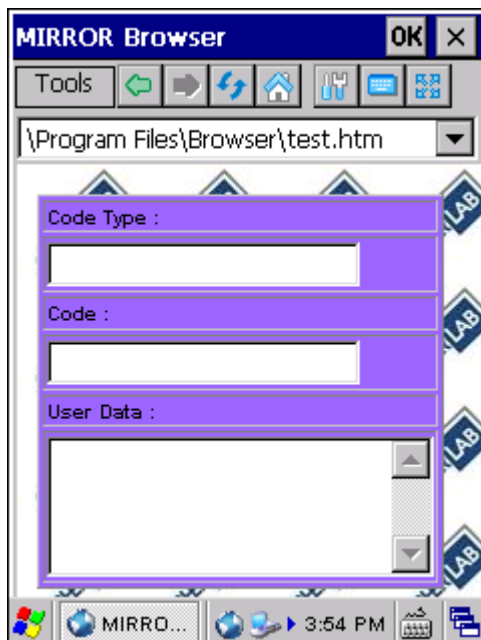 MIRROR Browser OK
Tools
\Program Files\Browser\test.htm
LAB
Code Type :
LAB
Code :
User Data :
LAB
LAB
MIRRO... 3:54 PM